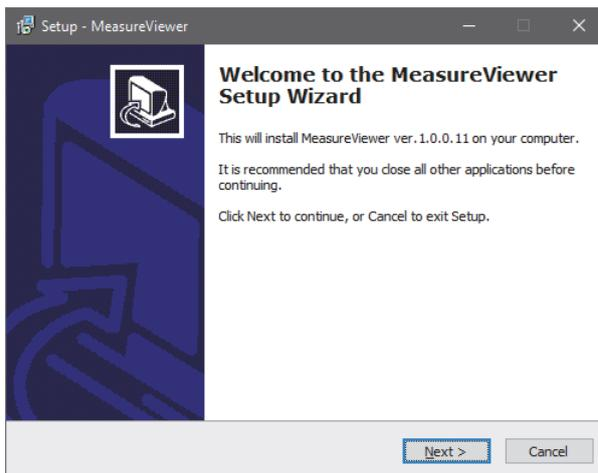 Setup - MeasureViewer
Welcome to the MeasureViewer
Setup Wizard
This will install MeasureViewer ver.1.0.0.11 on your computer.
It is recommended that you close all other applications before
continuing.
Click Next to continue, or Cancel to exit Setup.
Next >
Cancel